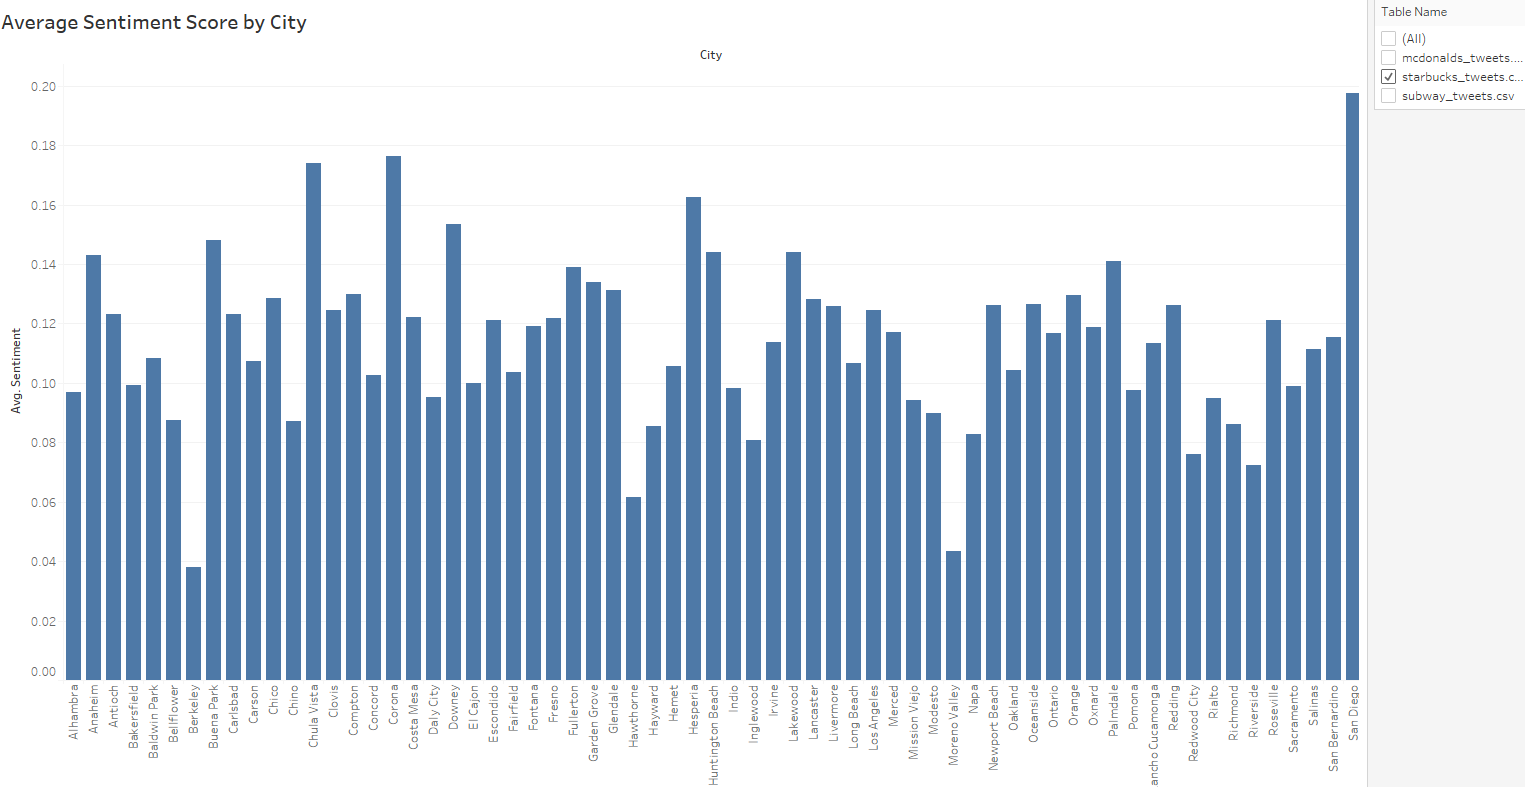 Average Sentiment Score by City
City
Avg. Sentiment
0.20
0.18
0.16
0.14
0.12
0.10
0.08
0.06
0.04
0.02
0.00
Alhambra
Anaheim
Antioch
Bakersfield
Baldwin Park
Bellflower
Berkeley
Buena Park
Carlsbad
Carson
Chico
Chino
Chula Vista
Clovis
Compton
Concord
Corona
Costa Mesa
Daly City
Downey
El Cajon
Escondido
Fairfield
Fontana
Fresno
Fullerton
Garden Grove
Glendale
Hawthorne
Hayward
Hemet
Hesperia
Huntington Beach
Indio
Inglewood
Irvine
Lakewood
Lancaster
Livermore
Long Beach
Los Angeles
Merced
Mission Viejo
Modesto
Moreno Valley
Napa
Newport Beach
Oakland
Oceanside
Ontario
Orange
Oxnard
Palmdale
Pomona
ancho Cucamonga
Redding
Redwood City
Rialto
Richmond
Riverside
Roseville
Sacramento
Salinas
San Bernardino
San Diego
Table Name
(All)
mcdonalds_tweets....
starbucks_tweets.c...
subway_tweets.csv